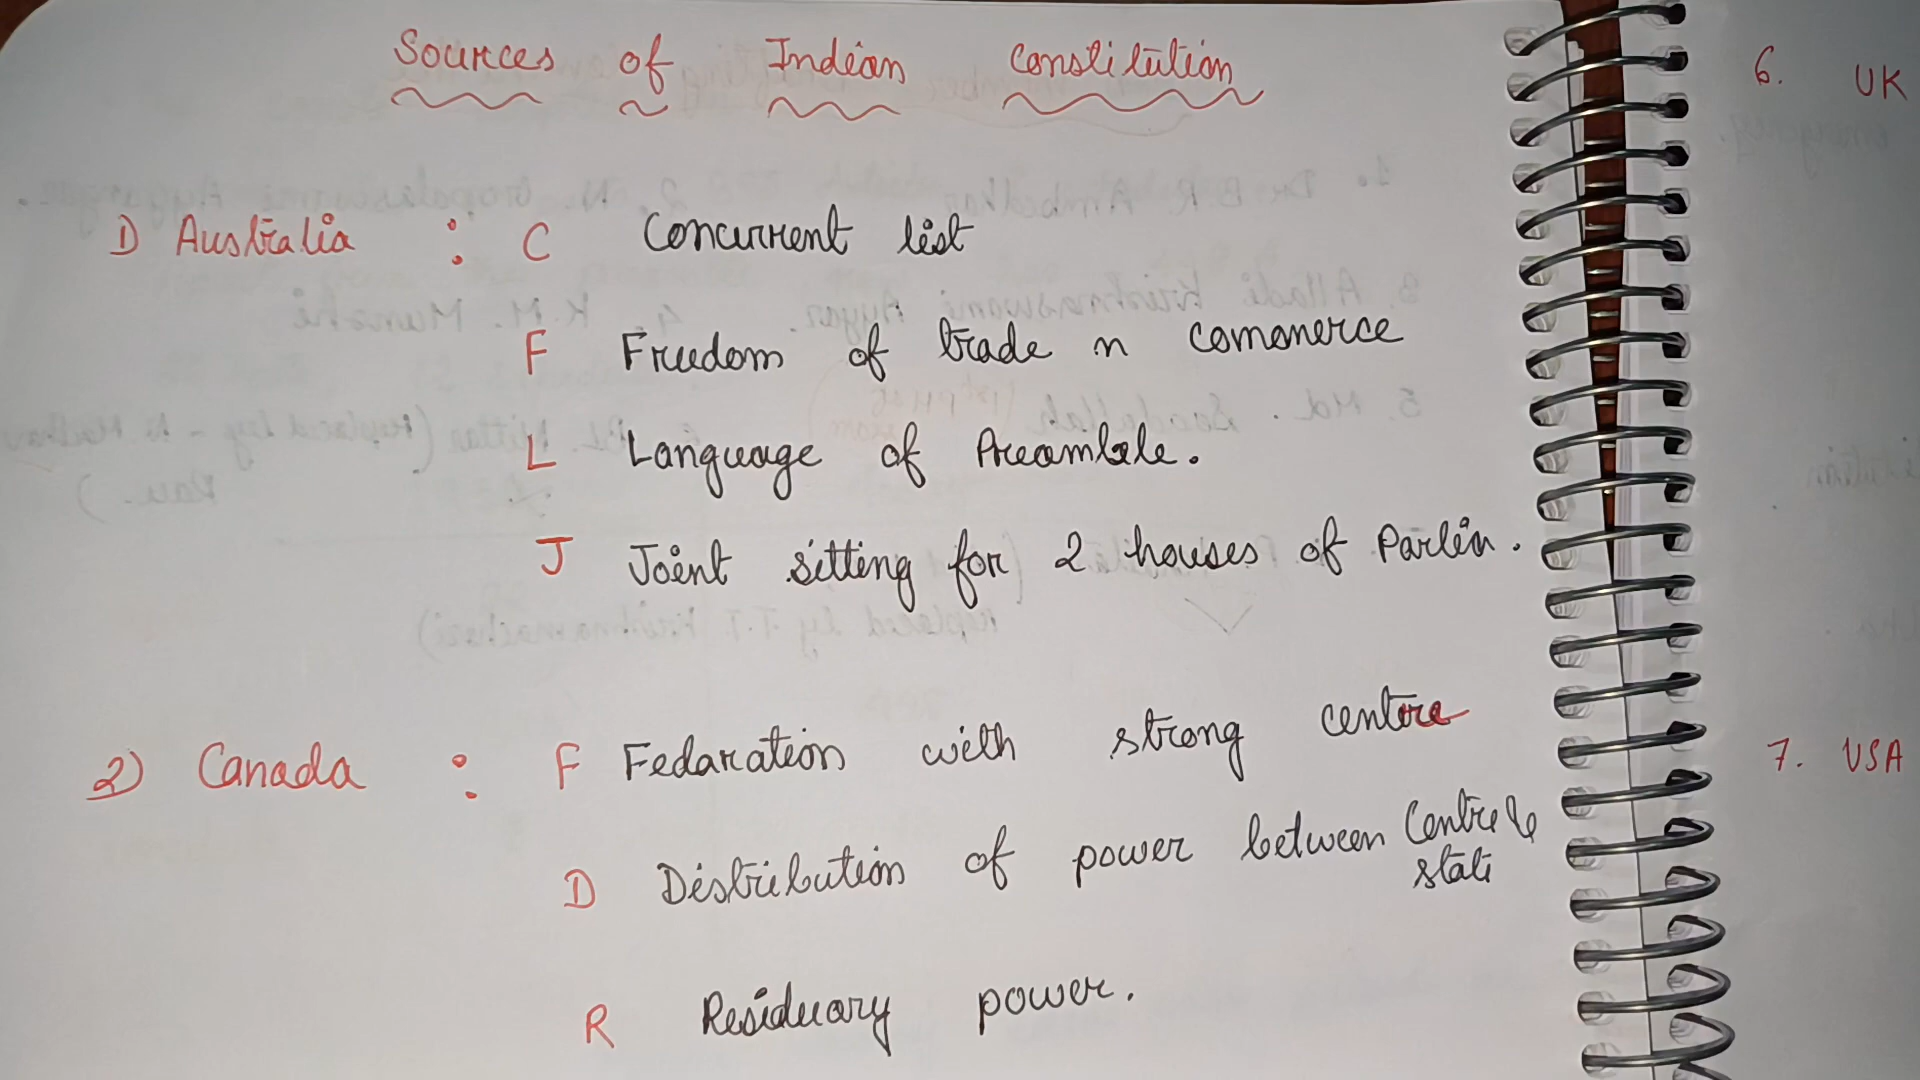 Sources of Indian Constitution
1) Australia : C Concurrent list
F Freedom of trade n commerce
L Language of Preamble.
J Joint sitting for 2 houses of Parlia.
2) Canada : F Fedaration with strong centre
D Distribution of power between Centre &
state
R Residuary power.
6. UK
7. USA